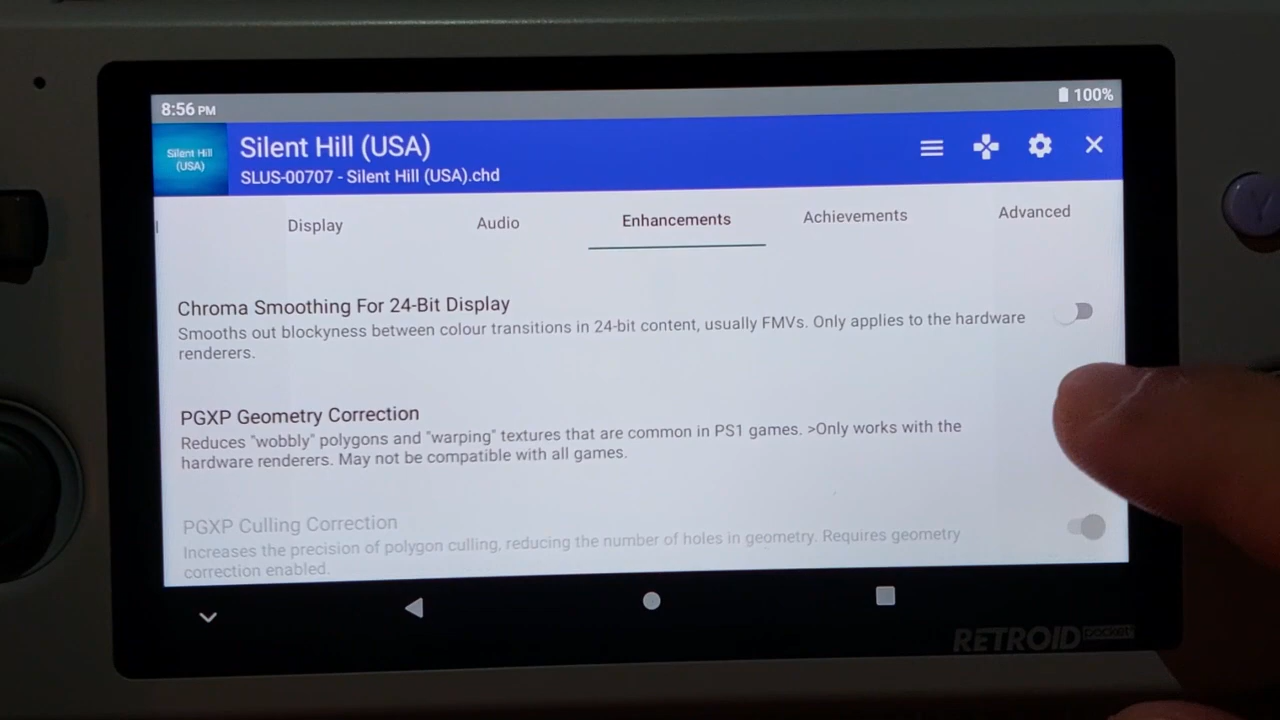 8:56 PM
100%
Silent Hill
(USA)
Silent Hill (USA)
SLUS-00707 - Silent Hill (USA).chd
Display Audio Enhancements Achievements Advanced
Chroma Smoothing For 24-Bit Display
Smooths out blockyness between colour transitions in 24-bit content, usually FMVs. Only applies to the hardware
renderers.
PGXP Geometry Correction
Reduces "wobbly" polygons and "warping" textures that are common in PS1 games. >Only works with the
hardware renderers. May not be compatible with all games.
PGXP Culling Correction
Increases the precision of polygon culling, reducing the number of holes in geometry. Requires geometry
correction enabled.
RETROID pocket
Y